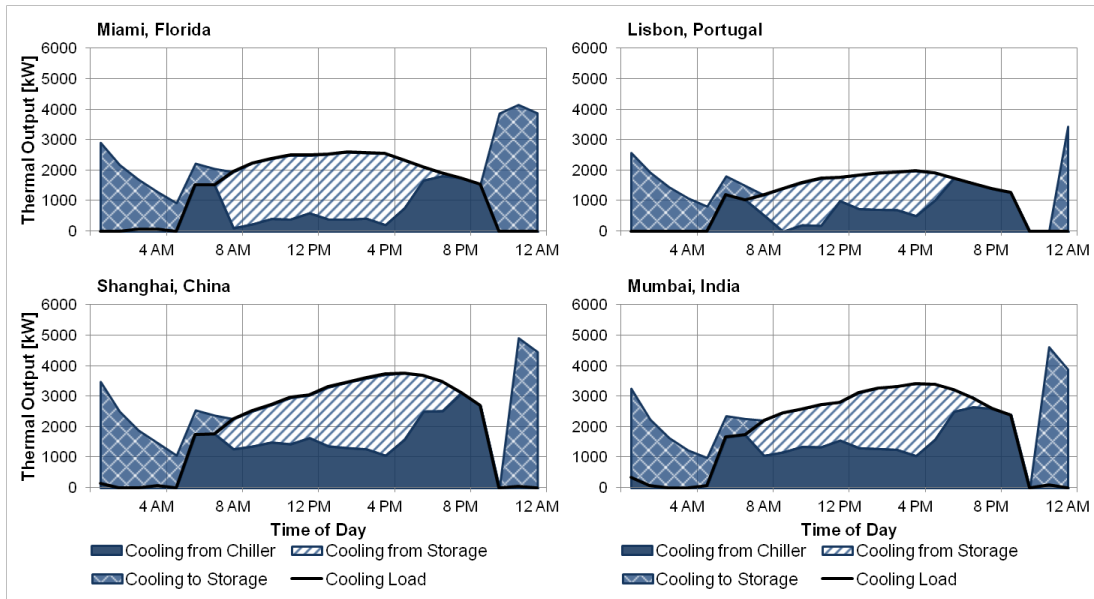 Miami, Florida
Thermal Output [kW]
6000
5000
4000
3000
2000
1000
0
4 AM 8 AM 12 PM 4 PM 8 PM 12 AM
Lisbon, Portugal
6000
5000
4000
3000
2000
1000
0
4 AM 8 AM 12 PM 4 PM 8 PM 12 AM
Shanghai, China
Thermal Output [kW]
6000
5000
4000
3000
2000
1000
0
4 AM 8 AM 12 PM 4 PM 8 PM 12 AM
Time of Day
Cooling from Chiller Cooling from Storage
Cooling to Storage Cooling Load
Mumbai, India
6000
5000
4000
3000
2000
1000
0
4 AM 8 AM 12 PM 4 PM 8 PM 12 AM
Time of Day
Cooling from Chiller Cooling from Storage
Cooling to Storage Cooling Load